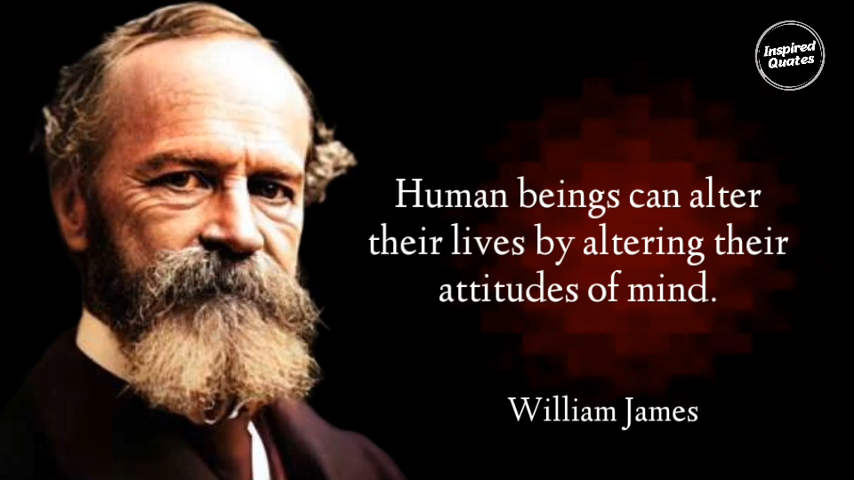 Inspired
Quates
Human beings can alter
their lives by altering their
attitudes of mind.
William James